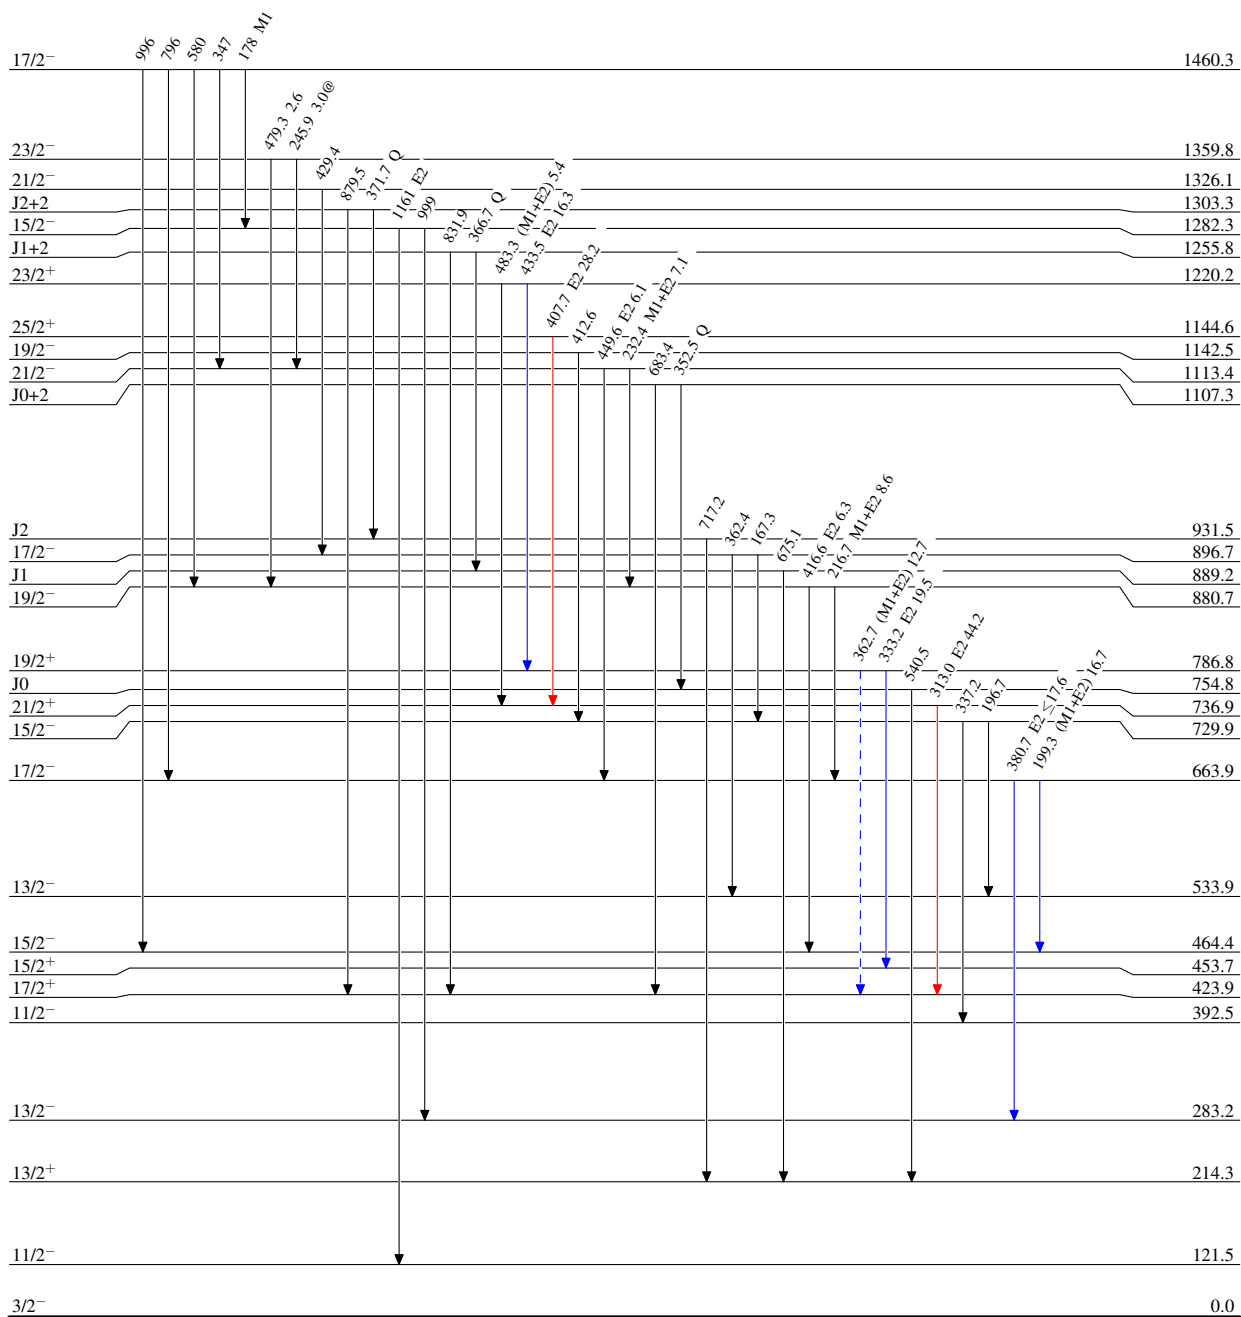 996
796
580
347
178 M1
17/2− 1460.3
479.3 2.6
245.9 3.0@
23/2− 1359.8
429.4
21/2− 1326.1
879.5
371.7 Q
J2+2 1303.3
1161 E2
999
15/2− 1282.3
831.9
366.7 Q
J1+2 1255.8
483.3 (M1+E2) 5.4
433.5 E2 16.3
23/2+ 1220.2
407.7 E2 28.2
25/2+ 1144.6
412.6
19/2− 1142.5
449.6 E2 6.1
232.4 M1+E2 7.1
21/2− 1113.4
683.4
352.5 Q
J0+2 1107.3
717.2
J2 931.5
362.4
167.3
17/2− 896.7
675.1
J1 889.2
416.6 E2 6.3
216.7 M1+E2 8.6
19/2− 880.7
362.7 (M1+E2) 12.7
333.2 E2 19.5
19/2+ 786.8
540.5
J0 754.8
313.0 E2 44.2
21/2+ 736.9
337.2
196.7
15/2− 729.9
380.7 E2 ≤17.6
199.3 (M1+E2) 16.7
17/2− 663.9
13/2− 533.9
15/2− 464.4
15/2+ 453.7
17/2+ 423.9
11/2− 392.5
13/2− 283.2
13/2+ 214.3
11/2− 121.5
3/2− 0.0